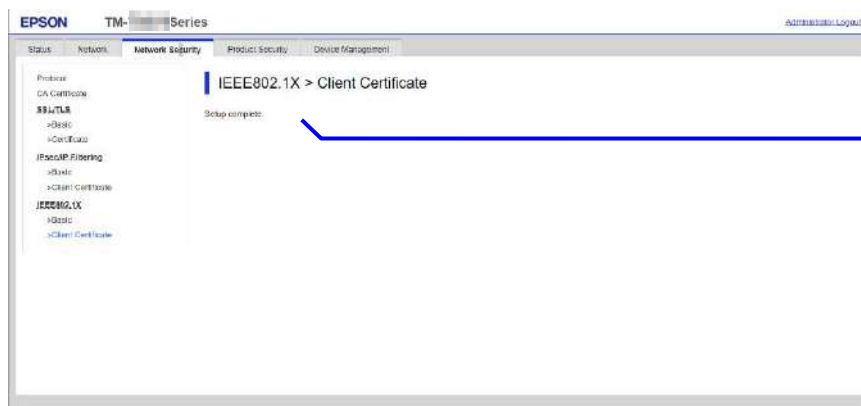 EPSON TM- Series
Administrator Logout
Status Network Network Security Product Security Device Management
Protocol
CA Certificate
SSL/TLS
>Basic
>Certificate
IPsec/IP Filtering
>Basic
>Client Certificate
IEEE802.1X
>Basic
>Client Certificate
IEEE802.1X > Client Certificate
Setup complete.